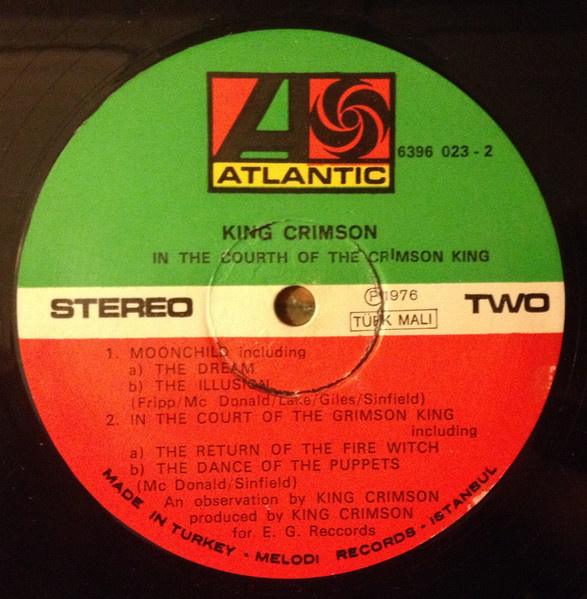 ATLANTIC
6396 023 - 2
KING CRIMSON
IN THE COURTH OF THE CRIMSON KING
STEREO
Ⓟ 1976
TÜRK MALI
TWO
1. MOONCHILD including
a) THE DREAM
b) THE ILLUSION
(Fripp/Mc Donald/Lake/Giles/Sinfield)
2. IN THE COURT OF THE GRIMSON KING
including
a) THE RETURN OF THE FIRE WITCH
b) THE DANCE OF THE PUPPETS
(Mc Donald/Sinfield)
An observation by KING CRIMSON
produced by KING CRIMSON
for E. G. Reccords
MADE IN TURKEY - MELODI RECORDS - ISTANBUL